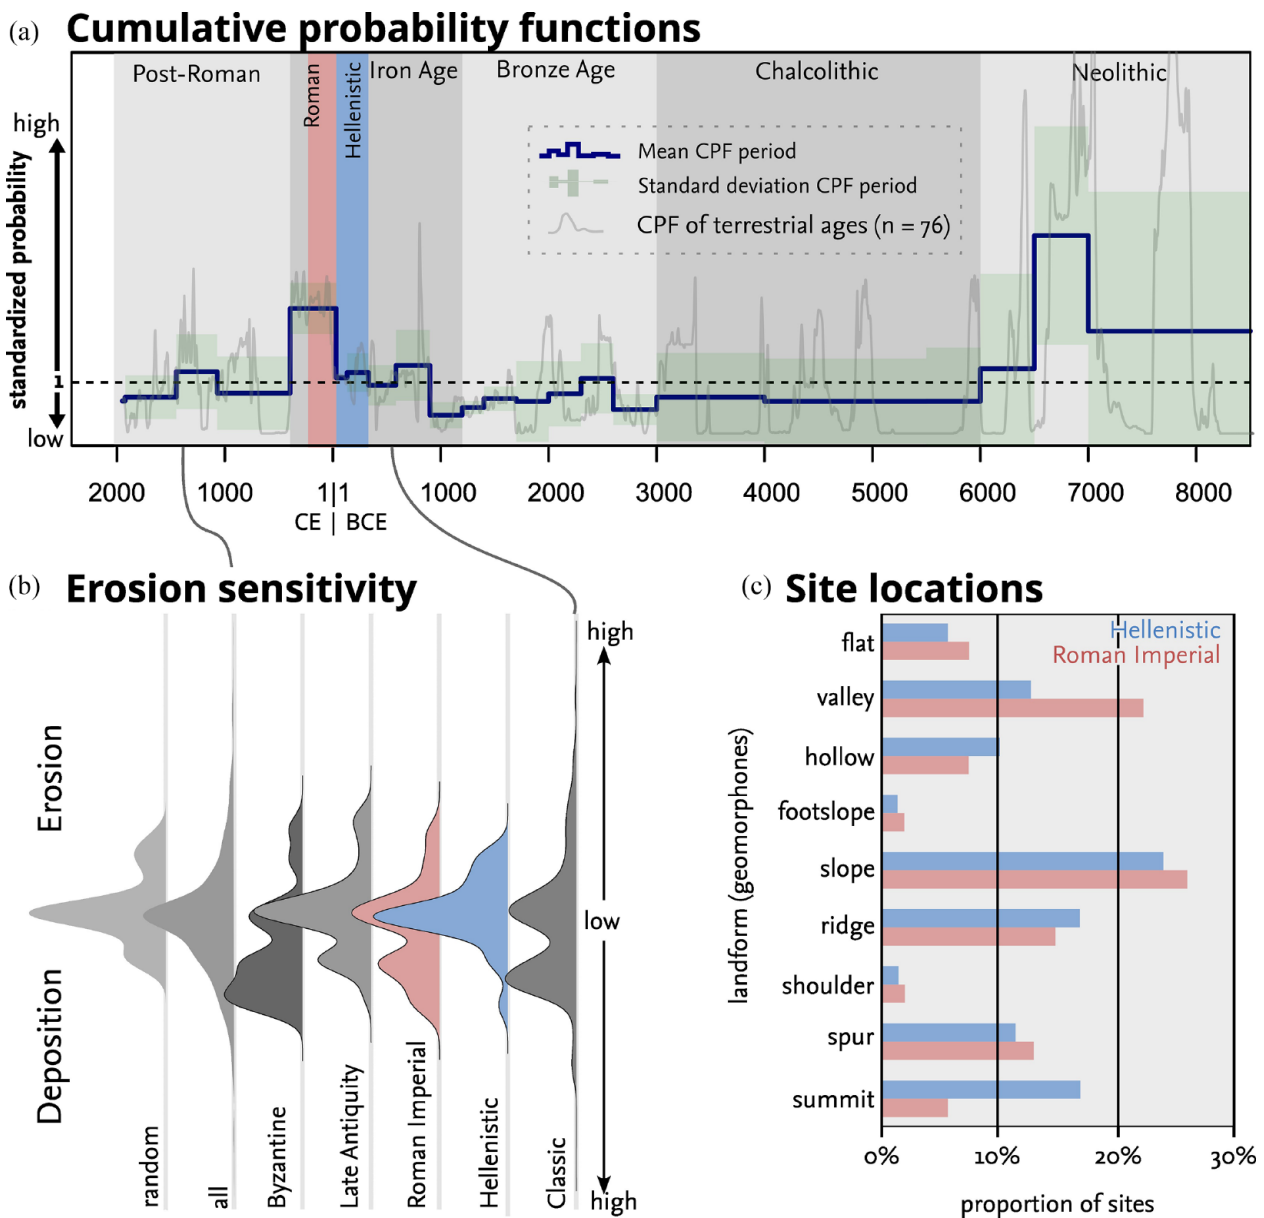 (a) Cumulative probability functions
Post-Roman
Roman
Hellenistic
Iron Age
Bronze Age
Chalcolithic
Neolithic
high
standardized probability
1
low
Mean CPF period
Standard deviation CPF period
CPF of terrestrial ages (n = 76)
2000 1000 1|1 1000 2000 3000 4000 5000 6000 7000 8000
CE | BCE
(b) Erosion sensitivity
Erosion
Deposition
high
low
high
random
all
Byzantine
Late Antiquity
Roman Imperial
Hellenistic
Classic
(c) Site locations
Hellenistic
Roman Imperial
landform (geomorphones)
flat
valley
hollow
footslope
slope
ridge
shoulder
spur
summit
0% 10% 20% 30%
proportion of sites